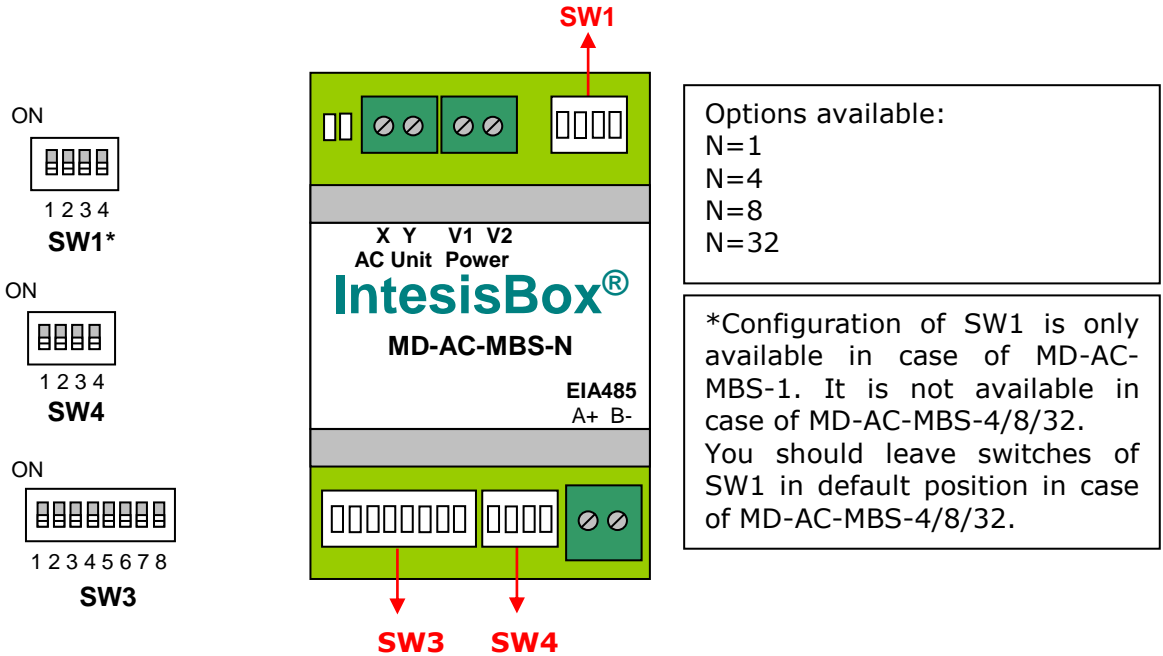 SW1
ON
1 2 3 4
SW1*
ON
1 2 3 4
SW4
ON
1 2 3 4 5 6 7 8
SW3
X Y V1 V2
AC Unit Power
IntesisBox®
MD-AC-MBS-N
EIA485
A+ B-
SW3 SW4
Options available:
N=1
N=4
N=8
N=32
*Configuration of SW1 is only
available in case of MD-AC-
MBS-1. It is not available in
case of MD-AC-MBS-4/8/32.
You should leave switches of
SW1 in default position in case
of MD-AC-MBS-4/8/32.